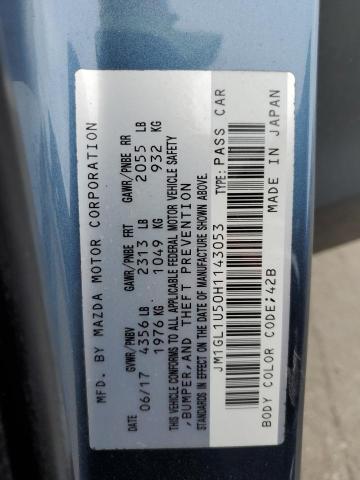 MFD. BY MAZDA MOTOR CORPORATION
DATE GVWR/PNBV GAWR/PNBE FRT GAWR/PNBE RR
06/17 4356 LB 2313 LB 2055 LB
1976 KG 1049 KG 932 KG
THIS VEHICLE CONFORMS TO ALL APPLICABLE FEDERAL MOTOR VEHICLE SAFETY
,BUMPER,AND THEFT PREVENTION
STANDARDS IN EFFECT ON THE DATE OF MANUFACTURE SHOWN ABOVE.
JM1GL1U50H1143053 TYPE: PASS CAR
BODY COLOR CODE;42B MADE IN JAPAN